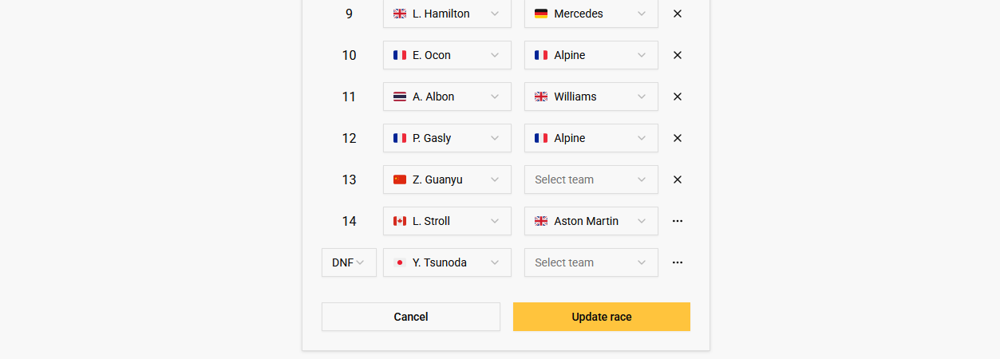 9 L. Hamilton Mercedes
10 E. Ocon Alpine
11 A. Albon Williams
12 P. Gasly Alpine
13 Z. Guanyu Select team
14 L. Stroll Aston Martin
DNF Y. Tsunoda Select team
Cancel Update race